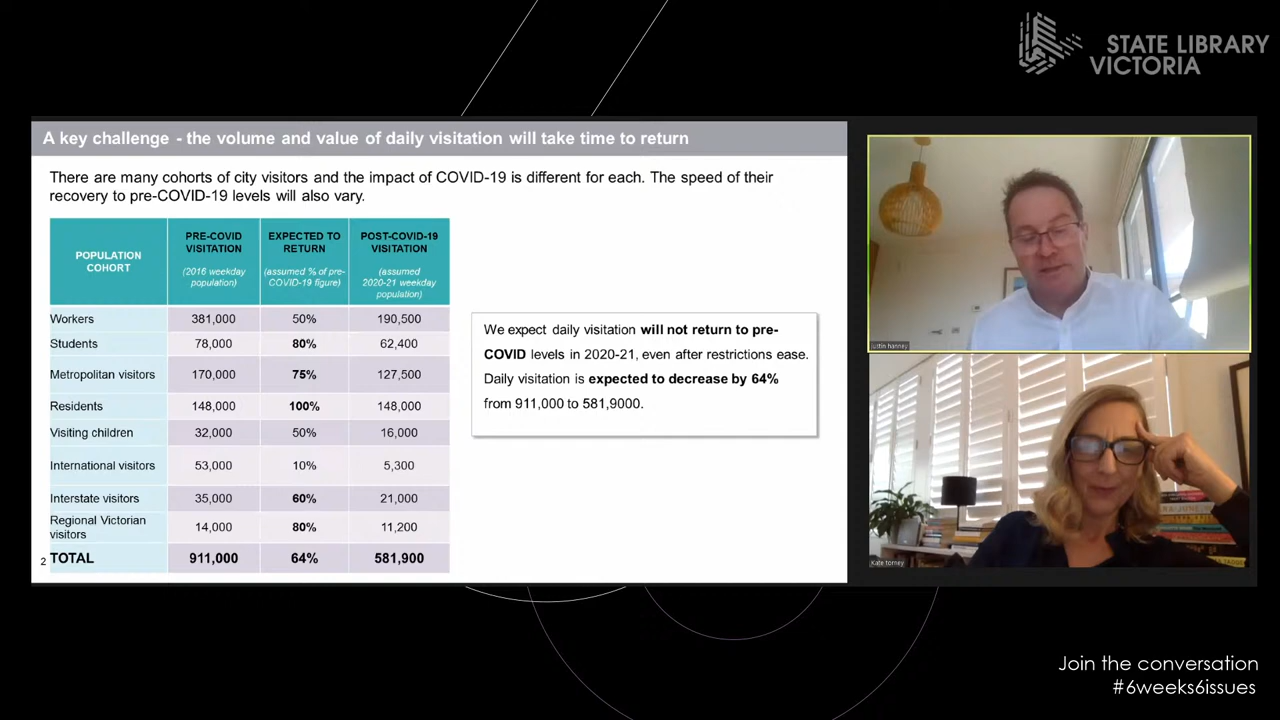 STATE LIBRARY
VICTORIA
A key challenge - the volume and value of daily visitation will take time to return
There are many cohorts of city visitors and the impact of COVID-19 is different for each. The speed of their
recovery to pre-COVID-19 levels will also vary.
POPULATION
COHORT
PRE-COVID
VISITATION
(2016 weekday
population)
EXPECTED TO
RETURN
(assumed % of pre-
COVID-19 figure)
POST-COVID-19
VISITATION
(assumed
2020-21 weekday
population)
Workers 381,000 50% 190,500
Students 78,000 80% 62,400
Metropolitan visitors 170,000 75% 127,500
Residents 148,000 100% 148,000
Visiting children 32,000 50% 16,000
International visitors 53,000 10% 5,300
Interstate visitors 35,000 60% 21,000
Regional Victorian
visitors 14,000 80% 11,200
2 TOTAL 911,000 64% 581,900
We expect daily visitation will not return to pre-
COVID levels in 2020-21, even after restrictions ease.
Daily visitation is expected to decrease by 64%
from 911,000 to 581,9000.
justin hanney
Kate torney
Join the conversation
#6weeks6issues